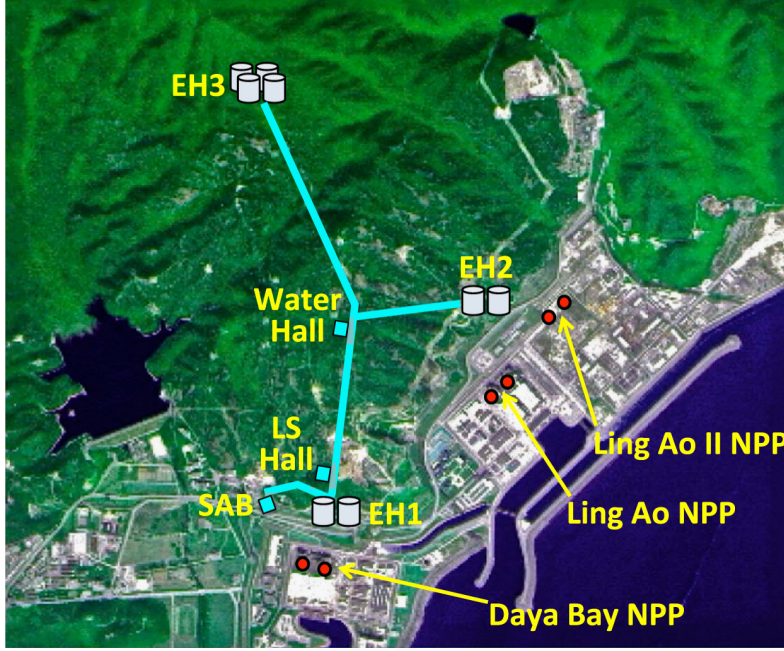 EH3
EH2
Water
Hall
LS
Hall
Ling Ao II NPP
SAB
EH1
Ling Ao NPP
Daya Bay NPP